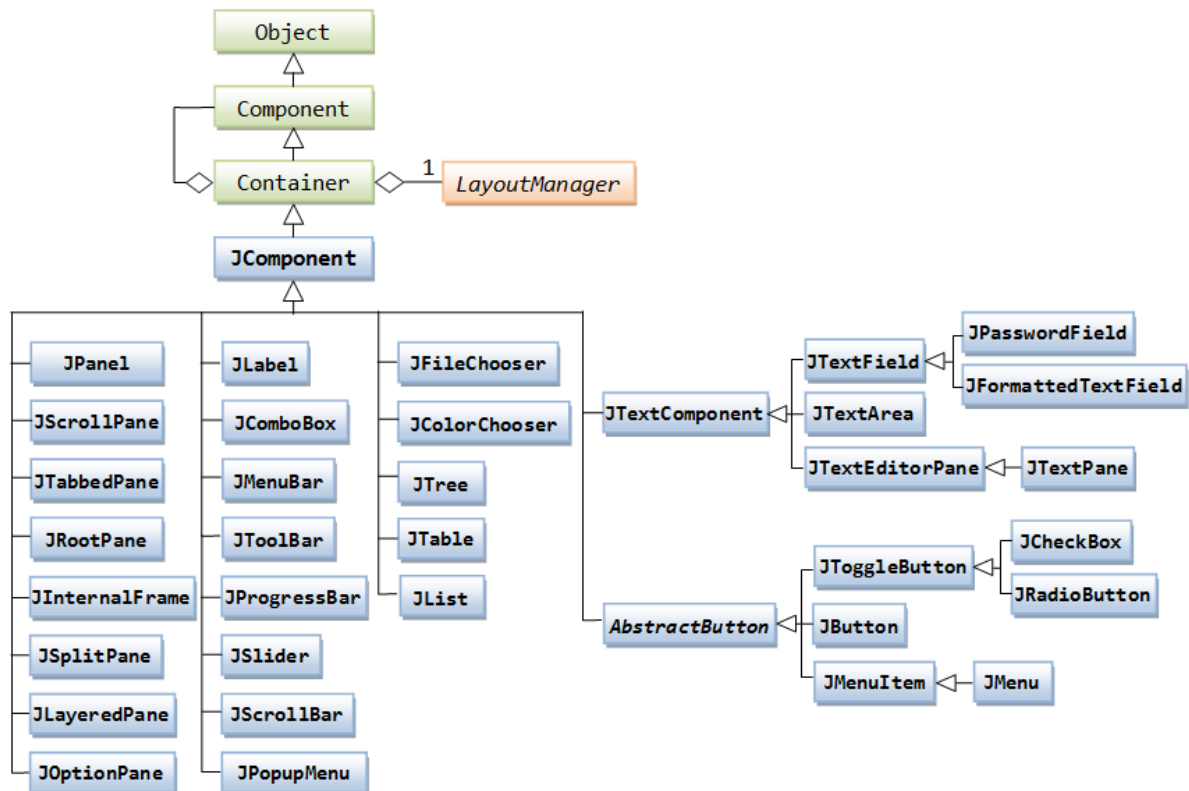 Object
Component
Container
1
LayoutManager
JComponent
JPanel
JScrollPane
JTabbedPane
JRootPane
JInternalFrame
JSplitPane
JLayeredPane
JOptionPane
JLabel
JComboBox
JMenuBar
JToolBar
JProgressBar
JSlider
JScrollBar
JPopupMenu
JFileChooser
JColorChooser
JTree
JTable
JList
JTextComponent
JTextField
JPasswordField
JFormattedTextField
JTextArea
JTextEditorPane
JTextPane
AbstractButton
JToggleButton
JCheckBox
JRadioButton
JButton
JMenuItem
JMenu